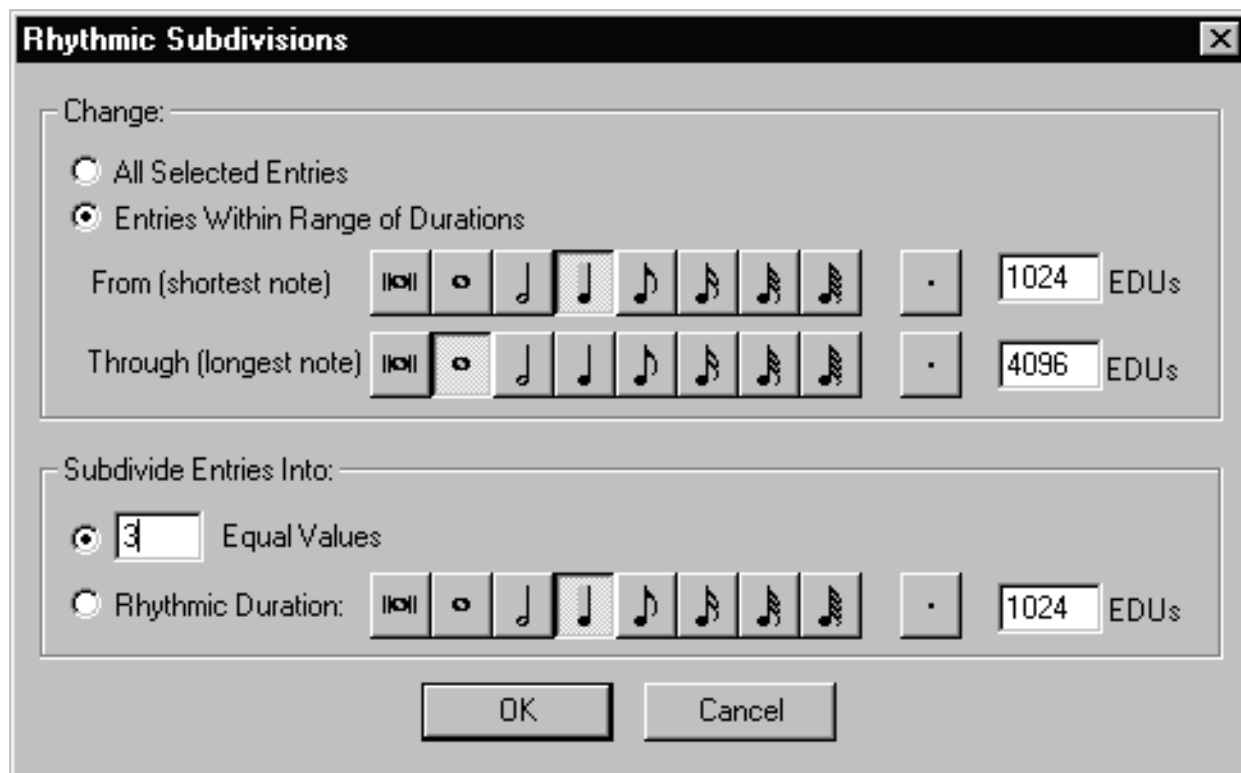 Rhythmic Subdivisions
Change:
All Selected Entries
Entries Within Range of Durations
From (shortest note) 1024 EDUs
Through (longest note) 4096 EDUs
Subdivide Entries Into:
3 Equal Values
Rhythmic Duration: 1024 EDUs
OK Cancel